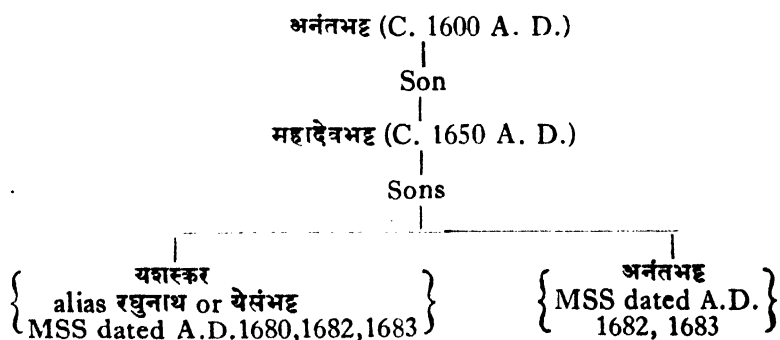 अनंतभट्ट (C. 1600 A. D.)
Son
महादेवभट्ट (C. 1650 A. D.)
Sons
यशस्कर
alias रघुनाथ or येसंभट्ट
MSS dated A.D.1680,1682,1683
अनंतभट्ट
MSS dated A.D.
1682, 1683